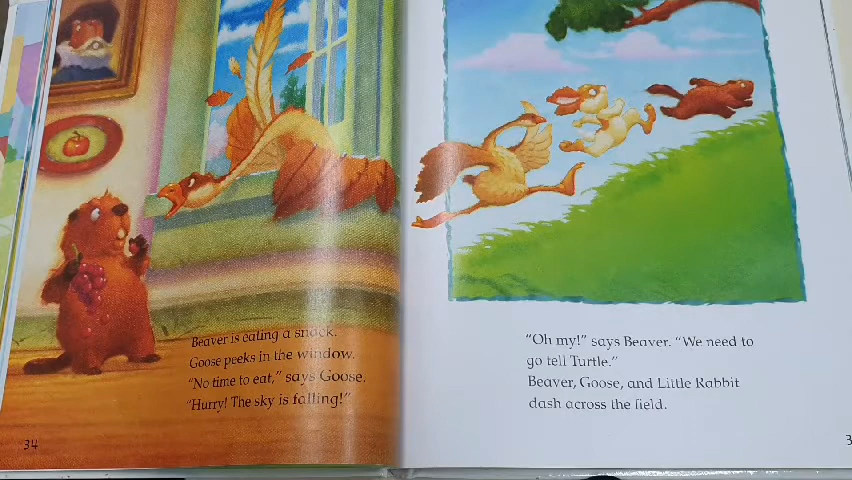 Beaver is eating a snack.
Goose peeks in the window.
"No time to eat," says Goose.
"Hurry! The sky is falling!"
34
"Oh my!" says Beaver. "We need to
go tell Turtle."
Beaver, Goose, and Little Rabbit
dash across the field.